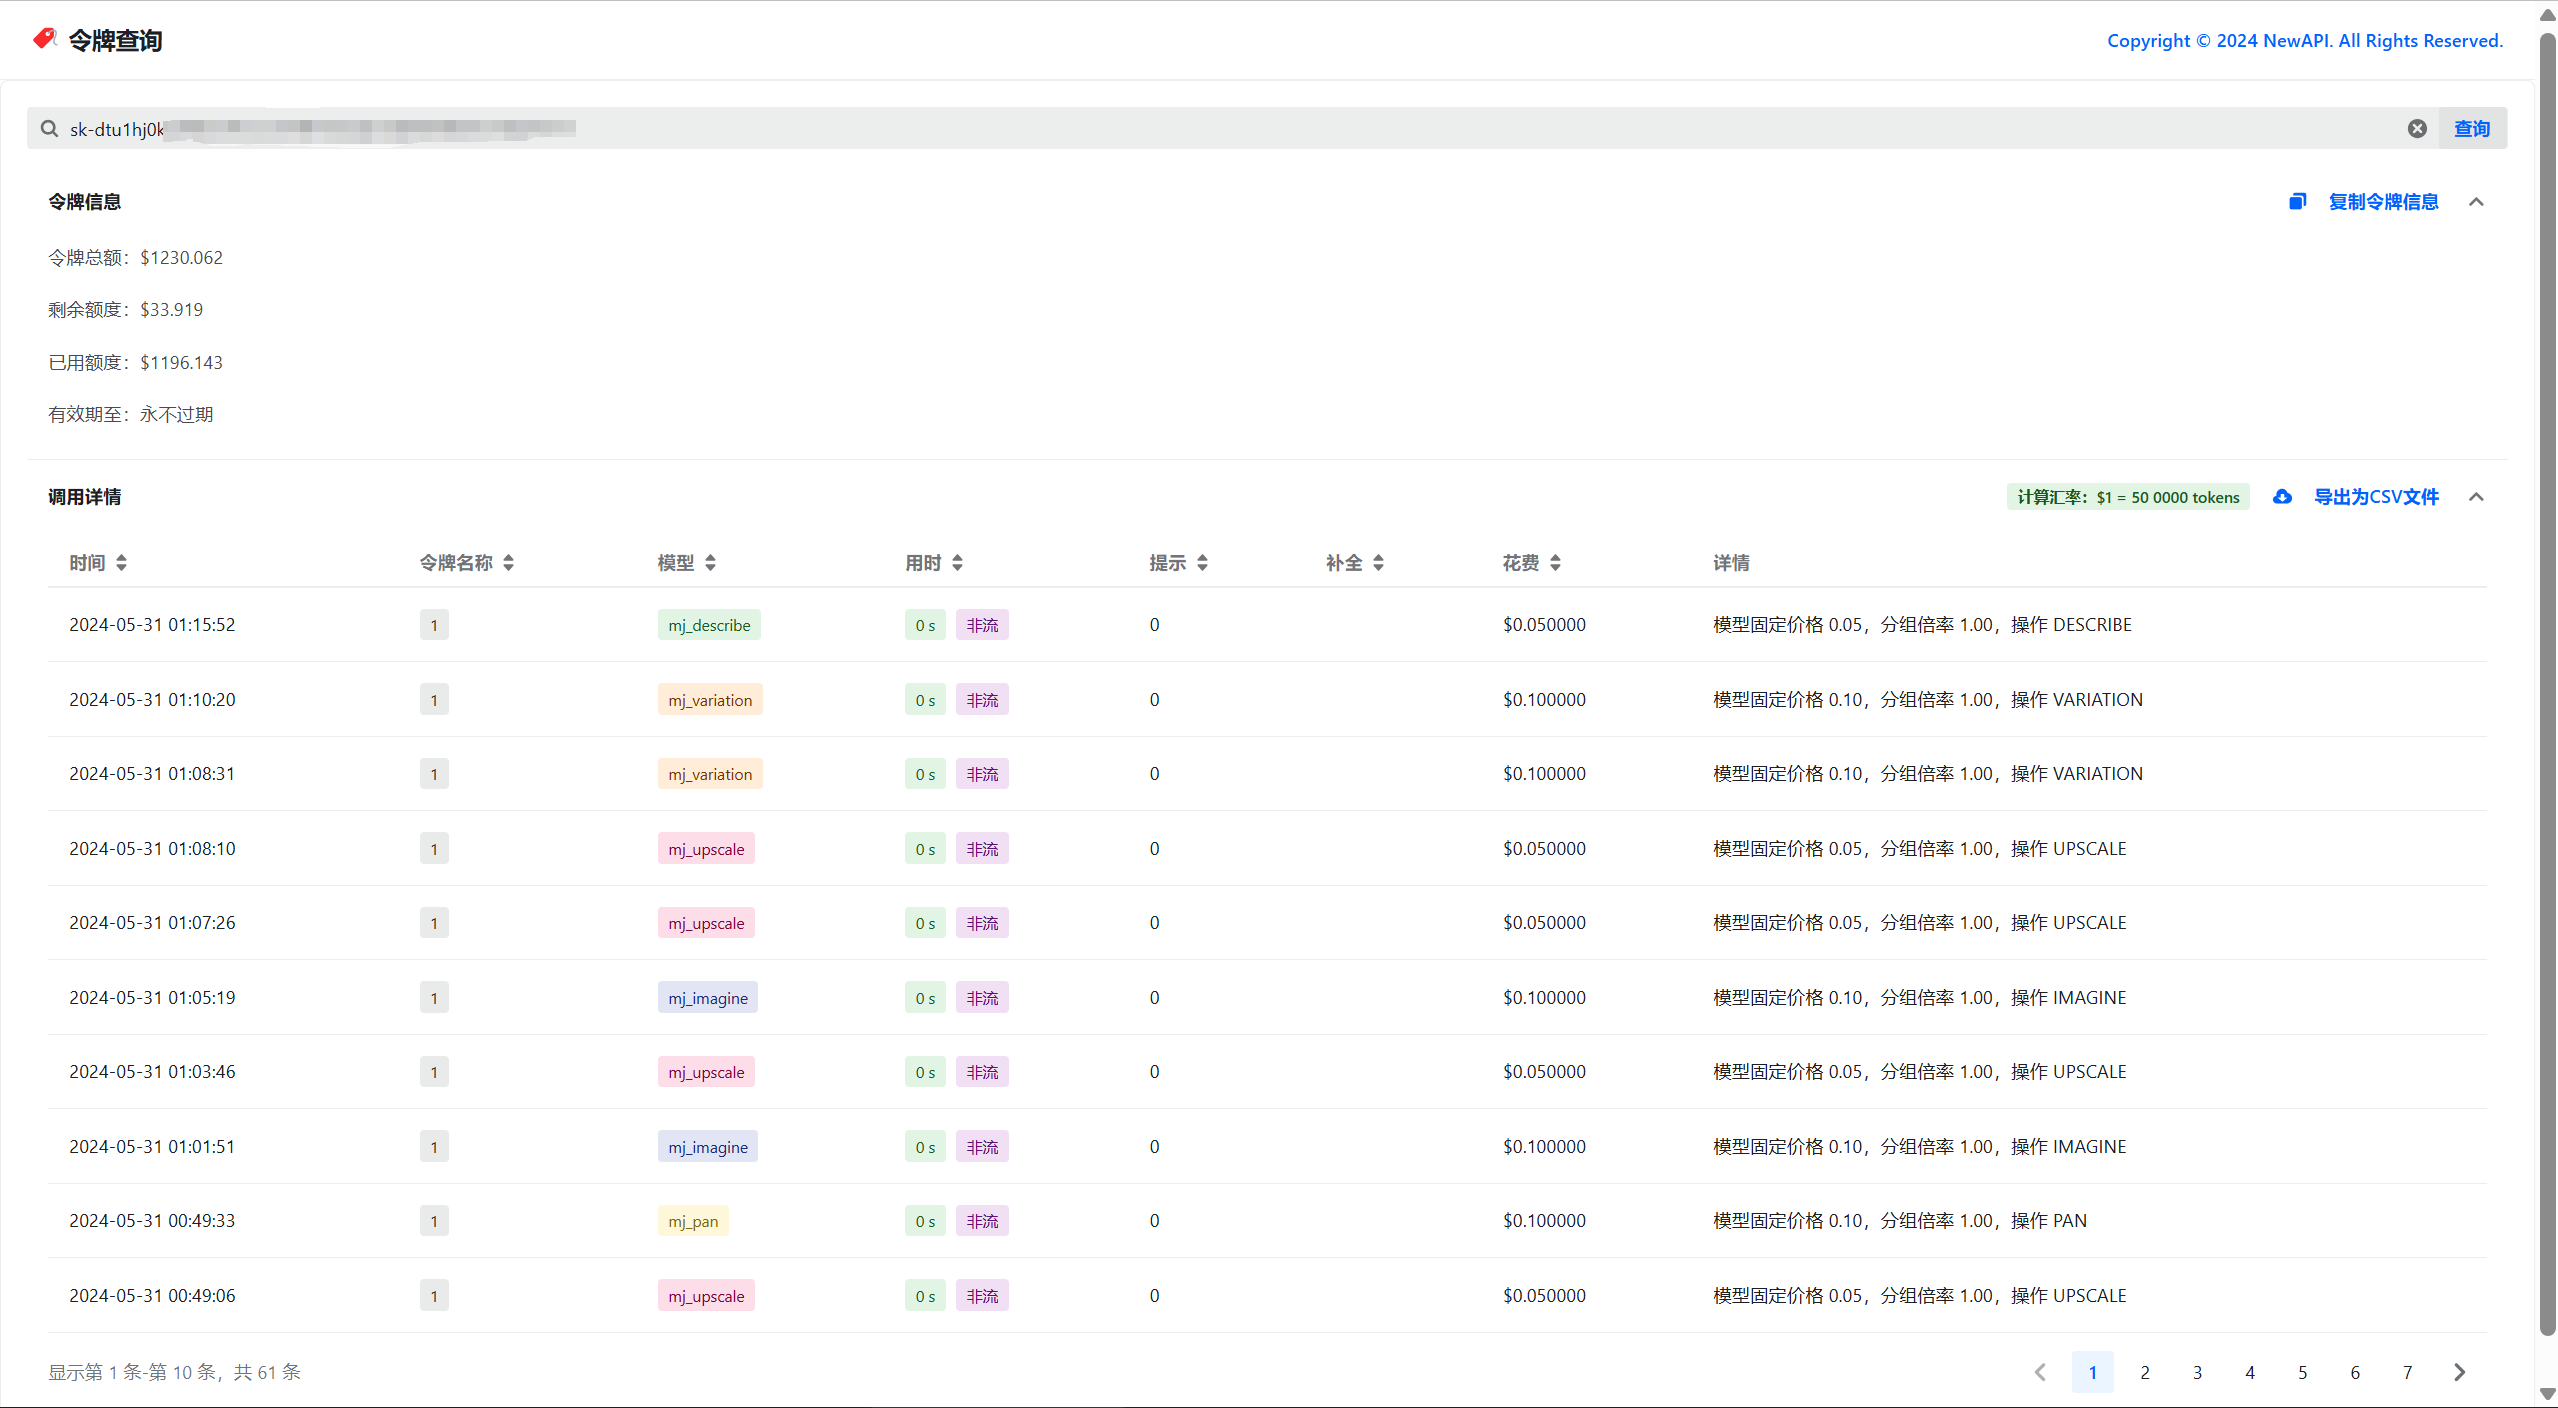 令牌查询
Copyright © 2024 NewAPI. All Rights Reserved.
sk-dtu1hj0k
查询
令牌信息
复制令牌信息
令牌总额：$1230.062
剩余额度：$33.919
已用额度：$1196.143
有效期至：永不过期
调用详情
计算汇率：$1 = 50 0000 tokens
导出为CSV文件
时间 令牌名称 模型 用时 提示 补全 花费 详情
2024-05-31 01:15:52 1 mj_describe 0 s 非流 0 $0.050000 模型固定价格 0.05，分组倍率 1.00，操作 DESCRIBE
2024-05-31 01:10:20 1 mj_variation 0 s 非流 0 $0.100000 模型固定价格 0.10，分组倍率 1.00，操作 VARIATION
2024-05-31 01:08:31 1 mj_variation 0 s 非流 0 $0.100000 模型固定价格 0.10，分组倍率 1.00，操作 VARIATION
2024-05-31 01:08:10 1 mj_upscale 0 s 非流 0 $0.050000 模型固定价格 0.05，分组倍率 1.00，操作 UPSCALE
2024-05-31 01:07:26 1 mj_upscale 0 s 非流 0 $0.050000 模型固定价格 0.05，分组倍率 1.00，操作 UPSCALE
2024-05-31 01:05:19 1 mj_imagine 0 s 非流 0 $0.100000 模型固定价格 0.10，分组倍率 1.00，操作 IMAGINE
2024-05-31 01:03:46 1 mj_upscale 0 s 非流 0 $0.050000 模型固定价格 0.05，分组倍率 1.00，操作 UPSCALE
2024-05-31 01:01:51 1 mj_imagine 0 s 非流 0 $0.100000 模型固定价格 0.10，分组倍率 1.00，操作 IMAGINE
2024-05-31 00:49:33 1 mj_pan 0 s 非流 0 $0.100000 模型固定价格 0.10，分组倍率 1.00，操作 PAN
2024-05-31 00:49:06 1 mj_upscale 0 s 非流 0 $0.050000 模型固定价格 0.05，分组倍率 1.00，操作 UPSCALE
显示第 1 条-第 10 条，共 61 条
1 2 3 4 5 6 7